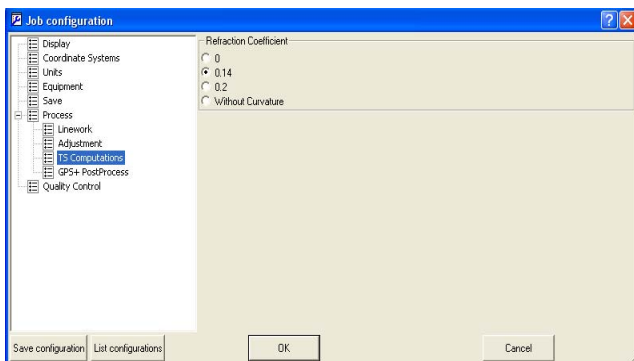 Job configuration
Display
Coordinate Systems
Units
Equipment
Save
Process
Linework
Adjustment
TS Computations
GPS+ PostProcess
Quality Control
Refraction Coefficient
0
0.14
0.2
Without Curvature
Save configuration
List configurations
OK
Cancel